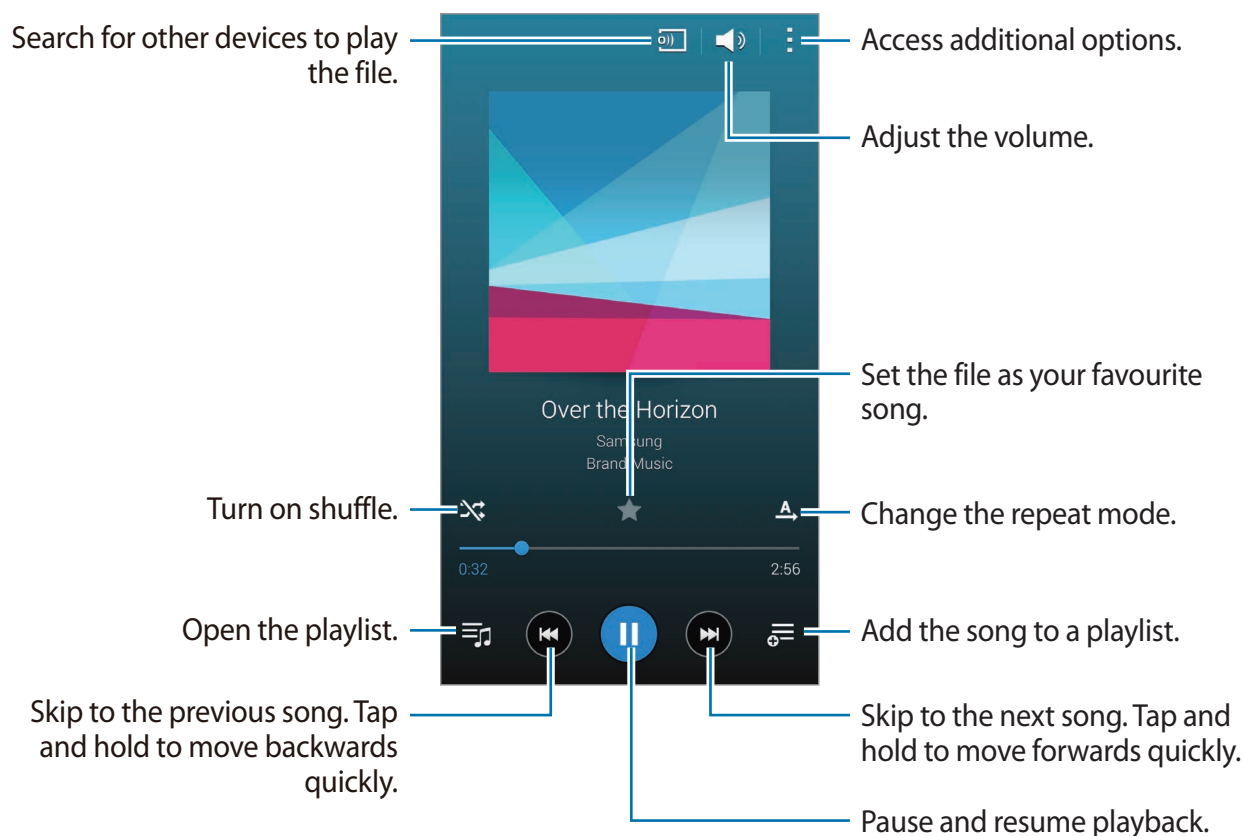 Search for other devices to play
the file.
Access additional options.
Adjust the volume.
Set the file as your favourite
song.
Over the Horizon
Samsung
Brand Music
Turn on shuffle.
A
Change the repeat mode.
0:32
2:56
Open the playlist.
Add the song to a playlist.
Skip to the previous song. Tap
and hold to move backwards
quickly.
Skip to the next song. Tap and
hold to move forwards quickly.
Pause and resume playback.